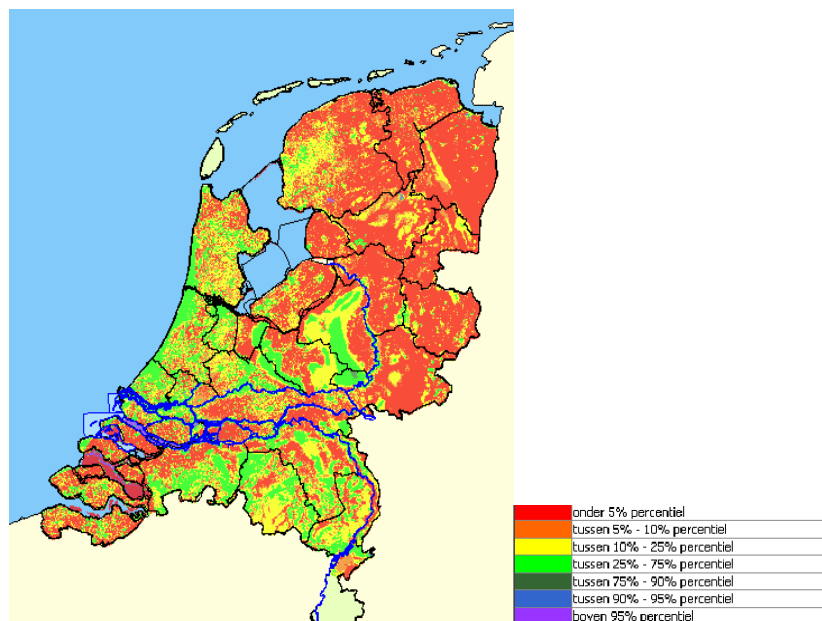 onder 5% percentiel
tussen 5% - 10% percentiel
tussen 10% - 25% percentiel
tussen 25% - 75% percentiel
tussen 75% - 90% percentiel
tussen 90% - 95% percentiel
boven 95% percentiel